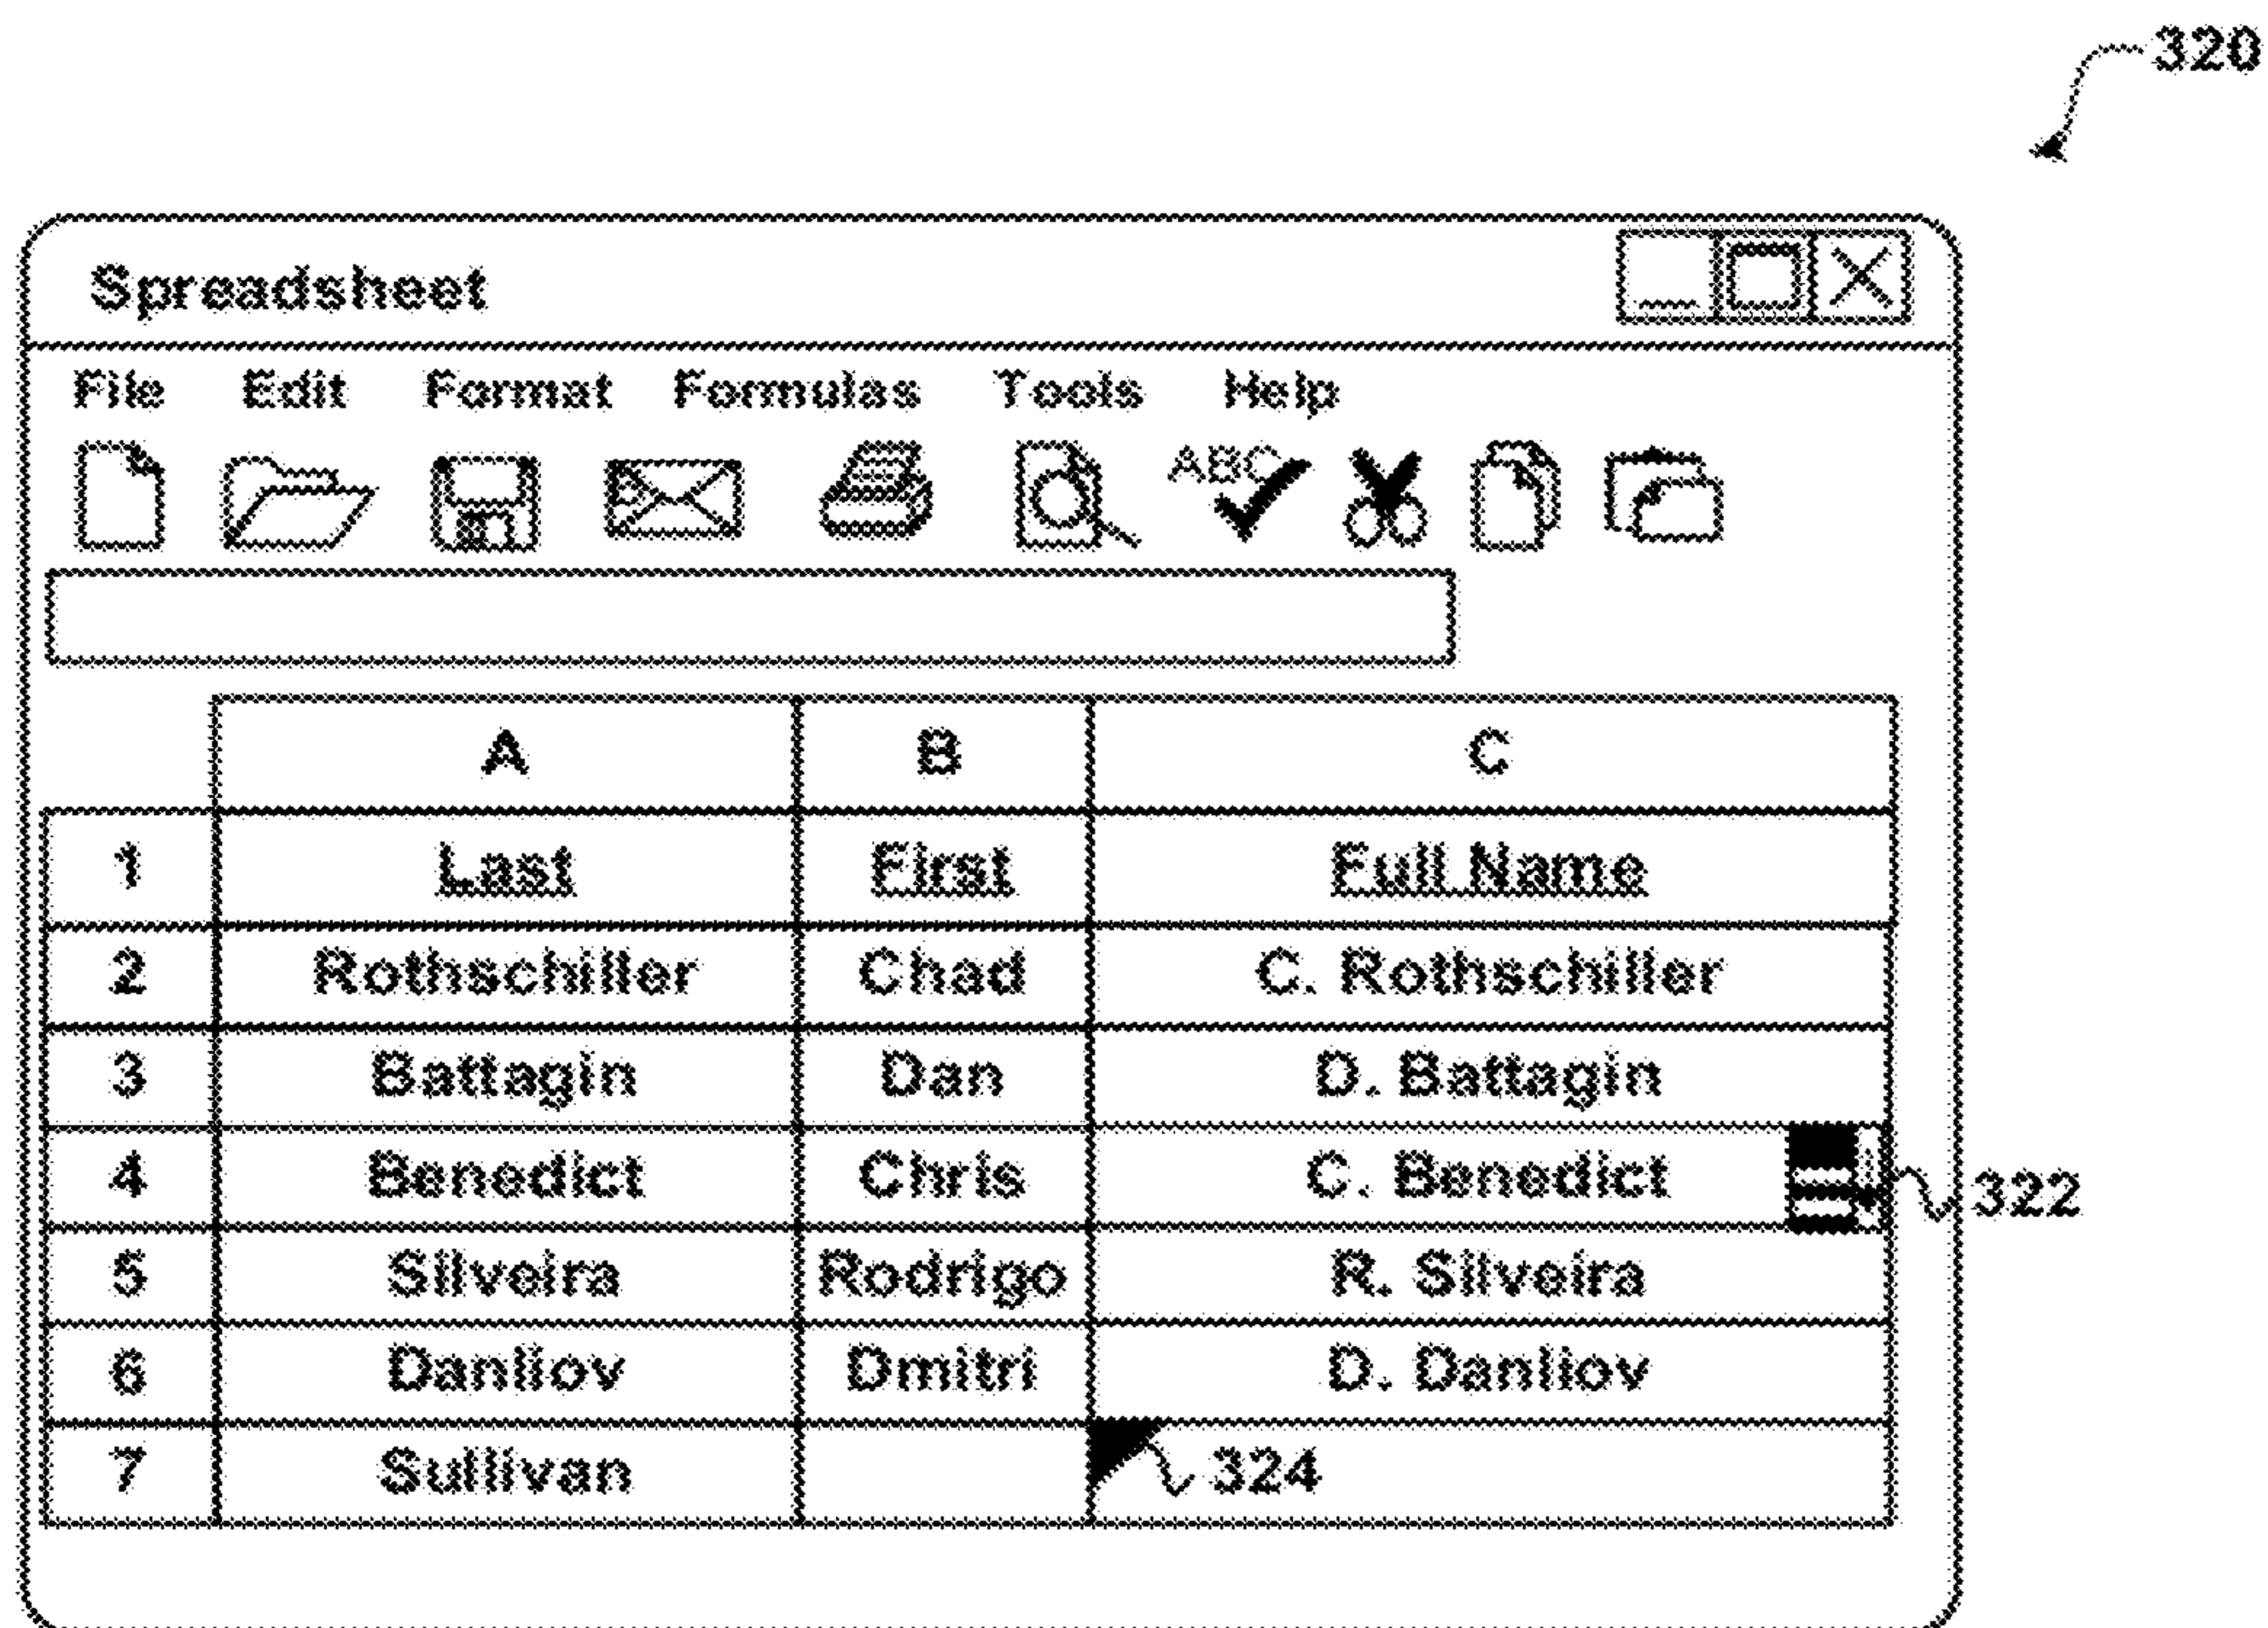 320
Spreadsheet
File Edit Format Formulas Tools Help
ABC
A B C
1 Last First Full Name
2 Rothschiller Chad C. Rothschiller
3 Battagin Dan D. Battagin
4 Benedict Chris C. Benedict 322
5 Silveira Rodrigo R. Silveira
6 Danliov Dmitri D. Danliov
7 Sullivan 324